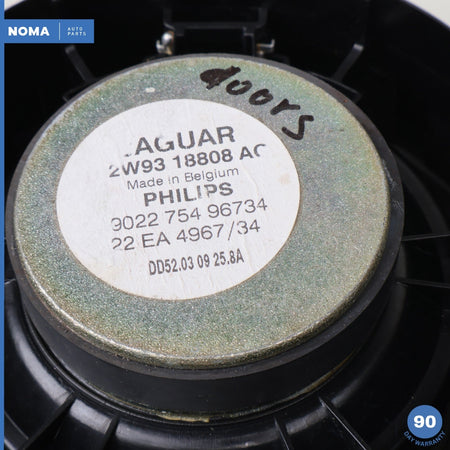 NOMA AUTO PARTS
doors
JAGUAR
2W93 18808 AC
Made in Belgium
PHILIPS
9022 754 96734
22 EA 4967/34
DD52.03 09 25.8A
90
DAY WARRANTY